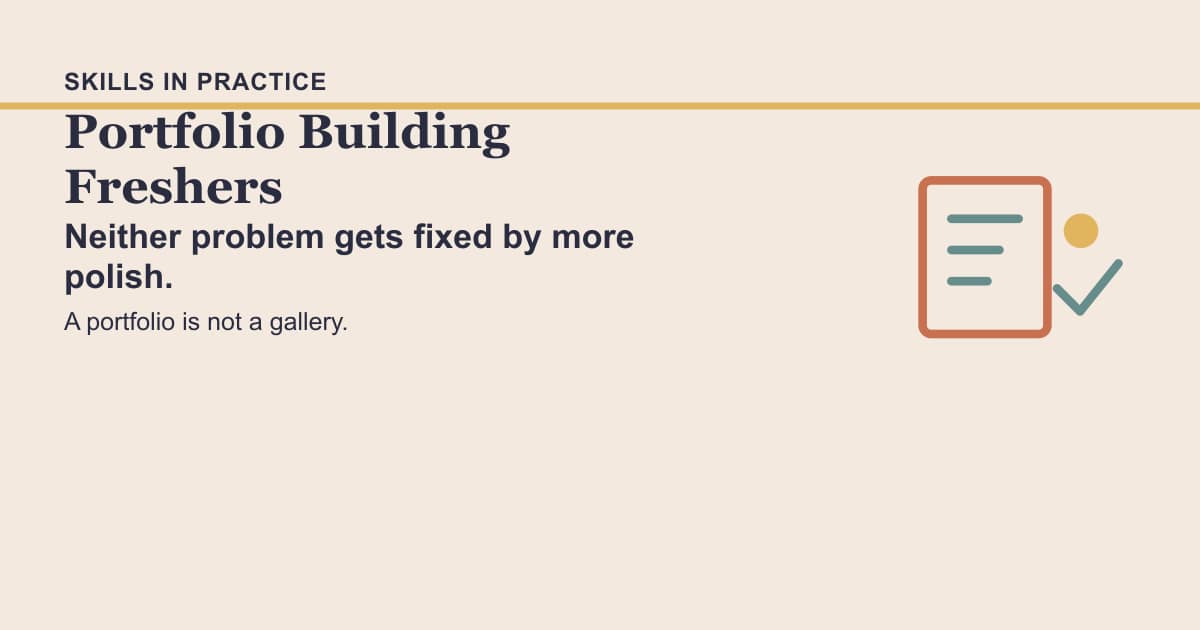 SKILLS IN PRACTICE
Portfolio Building
Freshers
Neither problem gets fixed by more
polish.
A portfolio is not a gallery.